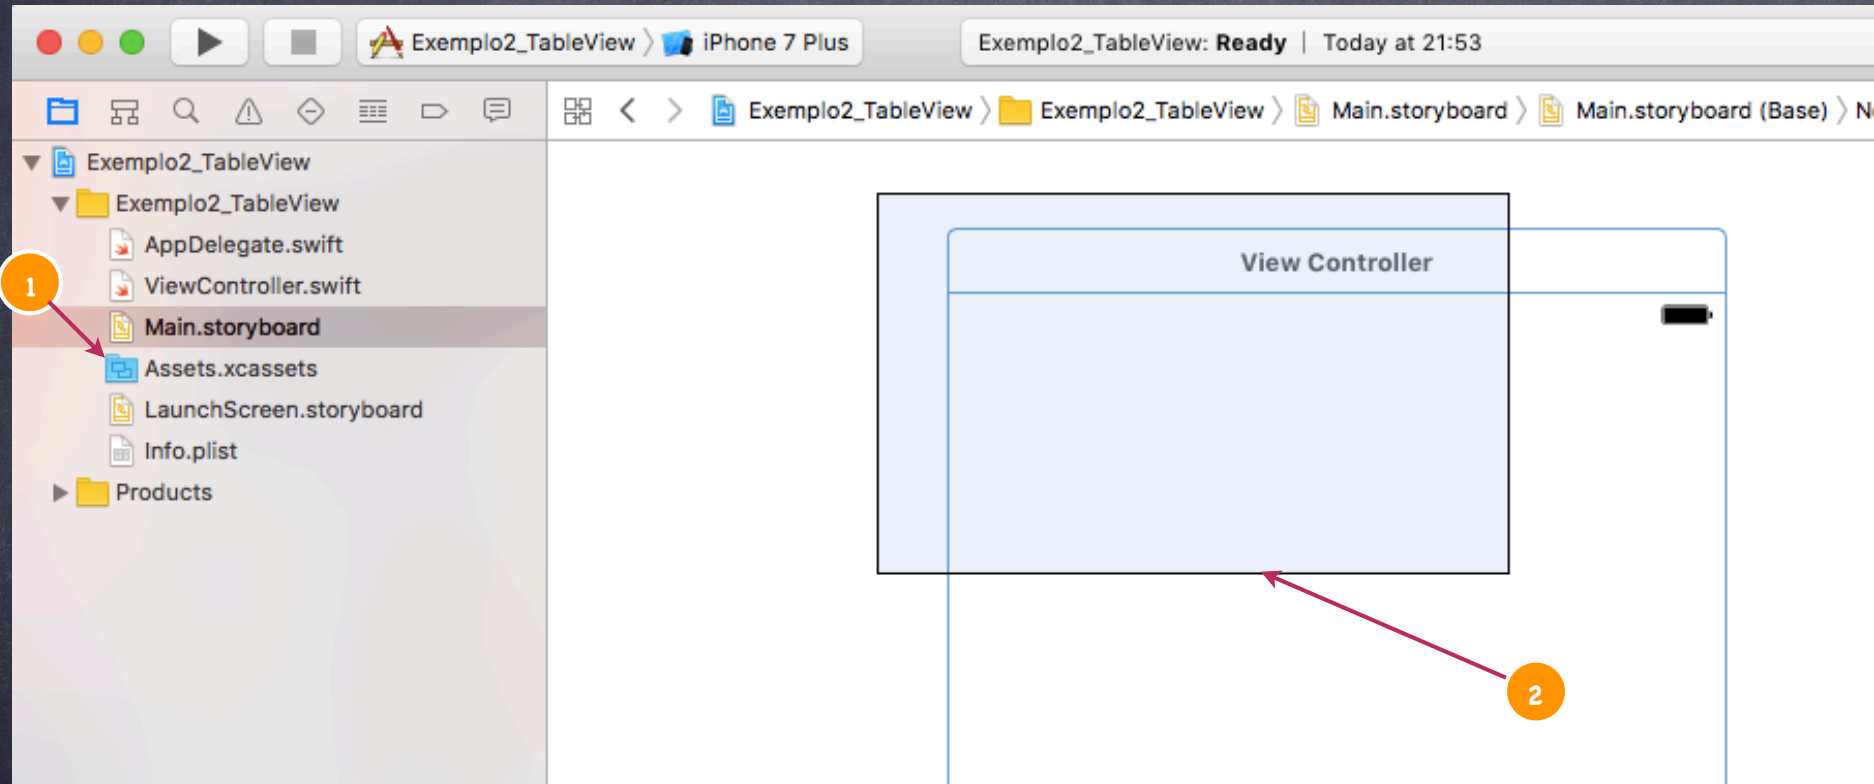 Exemplo2_TableView 〉 iPhone 7 Plus
Exemplo2_TableView: Ready | Today at 21:53
Exemplo2_TableView 〉 Exemplo2_TableView 〉 Main.storyboard 〉 Main.storyboard (Base) 〉
Exemplo2_TableView
Exemplo2_TableView
AppDelegate.swift
ViewController.swift
Main.storyboard
Assets.xcassets
LaunchScreen.storyboard
Info.plist
Products
1
View Controller
2